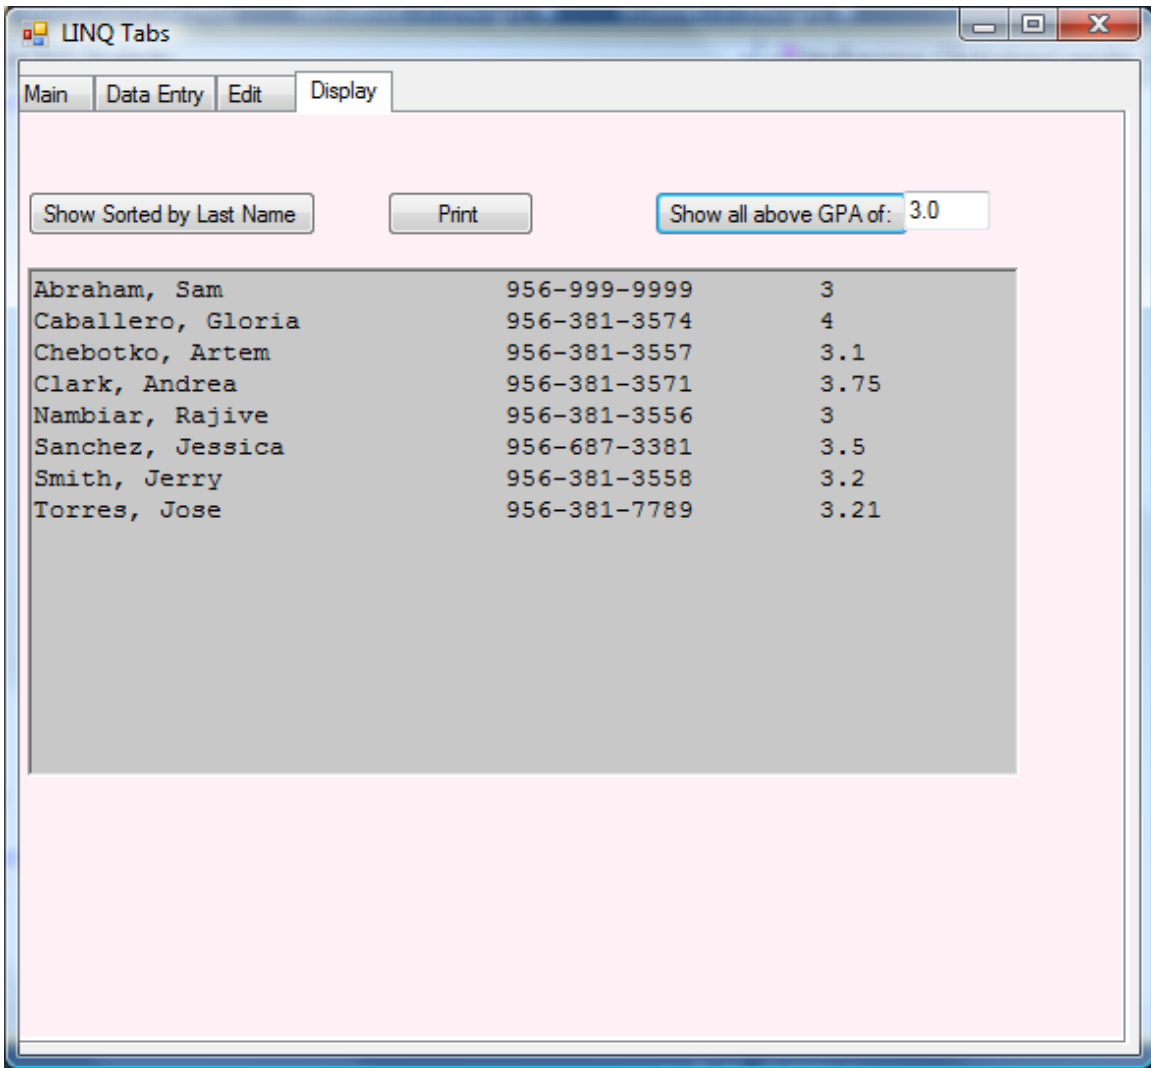 LINQ Tabs
Main Data Entry Edit Display
Show Sorted by Last Name Print Show all above GPA of: 3.0
Abraham, Sam 956-999-9999 3
Caballero, Gloria 956-381-3574 4
Chebotko, Artem 956-381-3557 3.1
Clark, Andrea 956-381-3571 3.75
Nambiar, Rajive 956-381-3556 3
Sanchez, Jessica 956-687-3381 3.5
Smith, Jerry 956-381-3558 3.2
Torres, Jose 956-381-7789 3.21